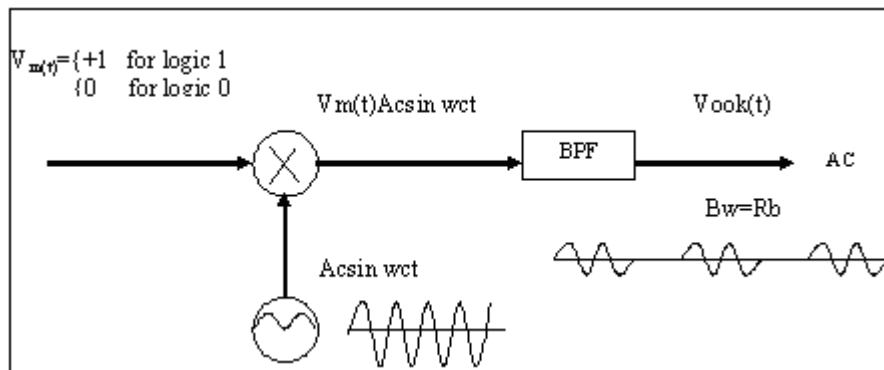 Vm(t)={+1 for logic 1
{0 for logic 0
Vm(t)Acsin wct
Vook(t)
BPF
AC
Bw=Rb
Acsin wct